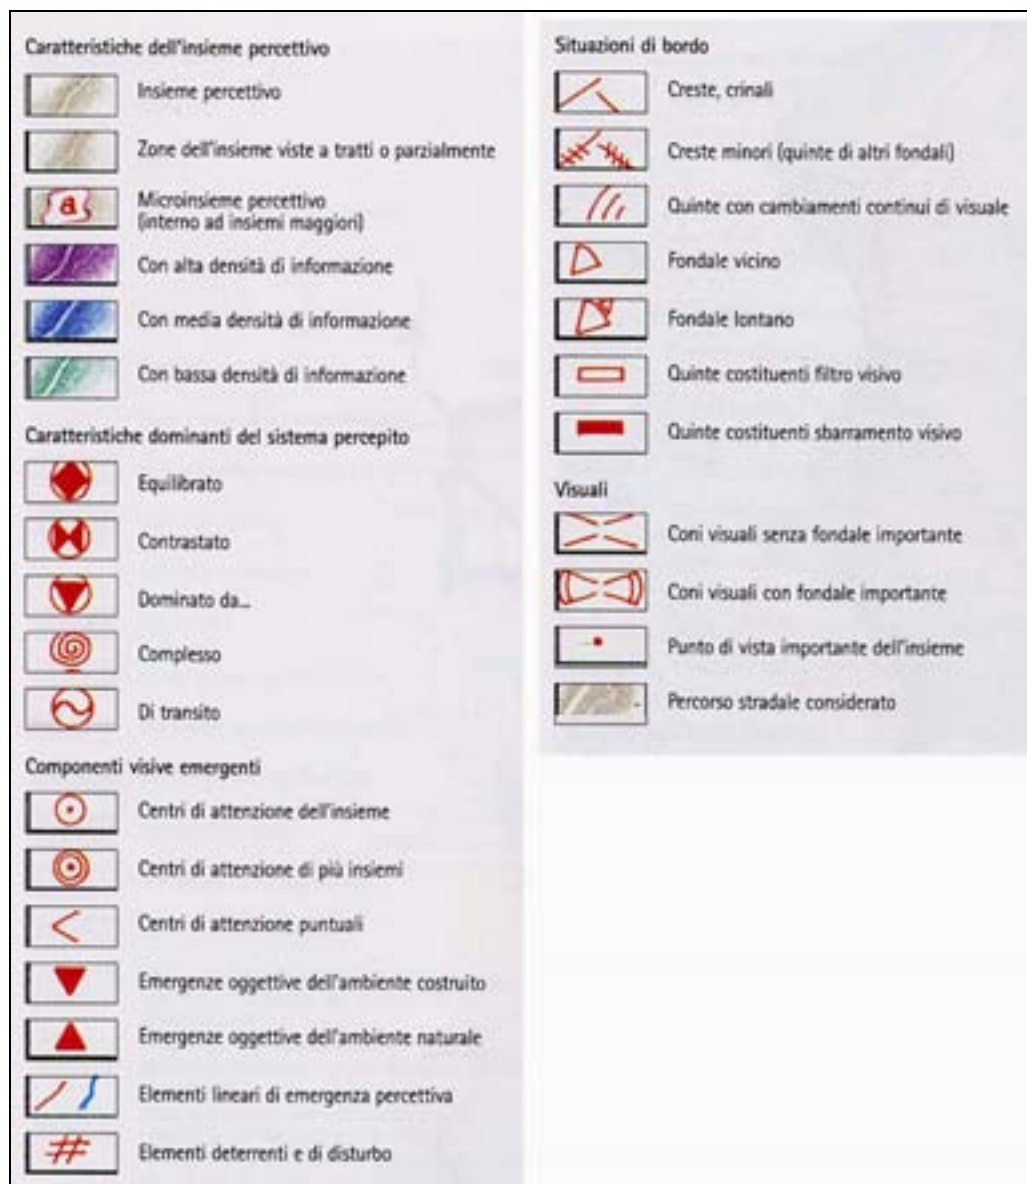 Caratteristiche dell'insieme percettivo
Insieme percettivo
Zone dell'insieme viste a tratti o parzialmente
a
Microinsieme percettivo
(interno ad insiemi maggiori)
Con alta densità di informazione
Con media densità di informazione
Con bassa densità di informazione
Caratteristiche dominanti del sistema percepito
Equilibrato
Contrastato
Dominato da...
Complesso
Di transito
Componenti visive emergenti
Centri di attenzione dell'insieme
Centri di attenzione di più insiemi
Centri di attenzione puntuali
Emergenze oggettive dell'ambiente costruito
Emergenze oggettive dell'ambiente naturale
Elementi lineari di emergenza percettiva
Elementi deterrenti e di disturbo
Situazioni di bordo
Creste, crinali
Creste minori (quinte di altri fondali)
Quinte con cambiamenti continui di visuale
Fondale vicino
Fondale lontano
Quinte costituenti filtro visivo
Quinte costituenti sbarramento visivo
Visuali
Coni visuali senza fondale importante
Coni visuali con fondale importante
Punto di vista importante dell'insieme
Percorso stradale considerato